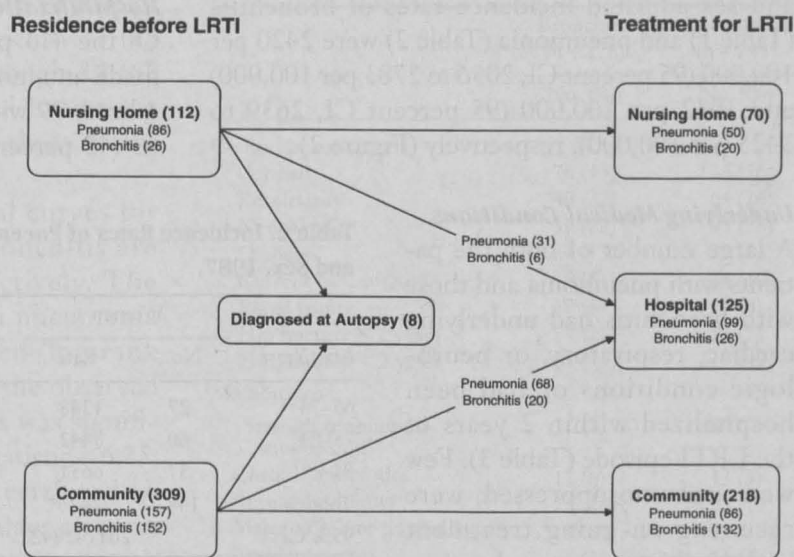 Residence before LRTI
Treatment for LRTI
Nursing Home (112)
Pneumonia (86)
Bronchitis (26)
Nursing Home (70)
Pneumonia (50)
Bronchitis (20)
Pneumonia (31)
Bronchitis (6)
Diagnosed at Autopsy (8)
Hospital (125)
Pneumonia (99)
Bronchitis (26)
Pneumonia (68)
Bronchitis (20)
Community (309)
Pneumonia (157)
Bronchitis (152)
Community (218)
Pneumonia (86)
Bronchitis (132)